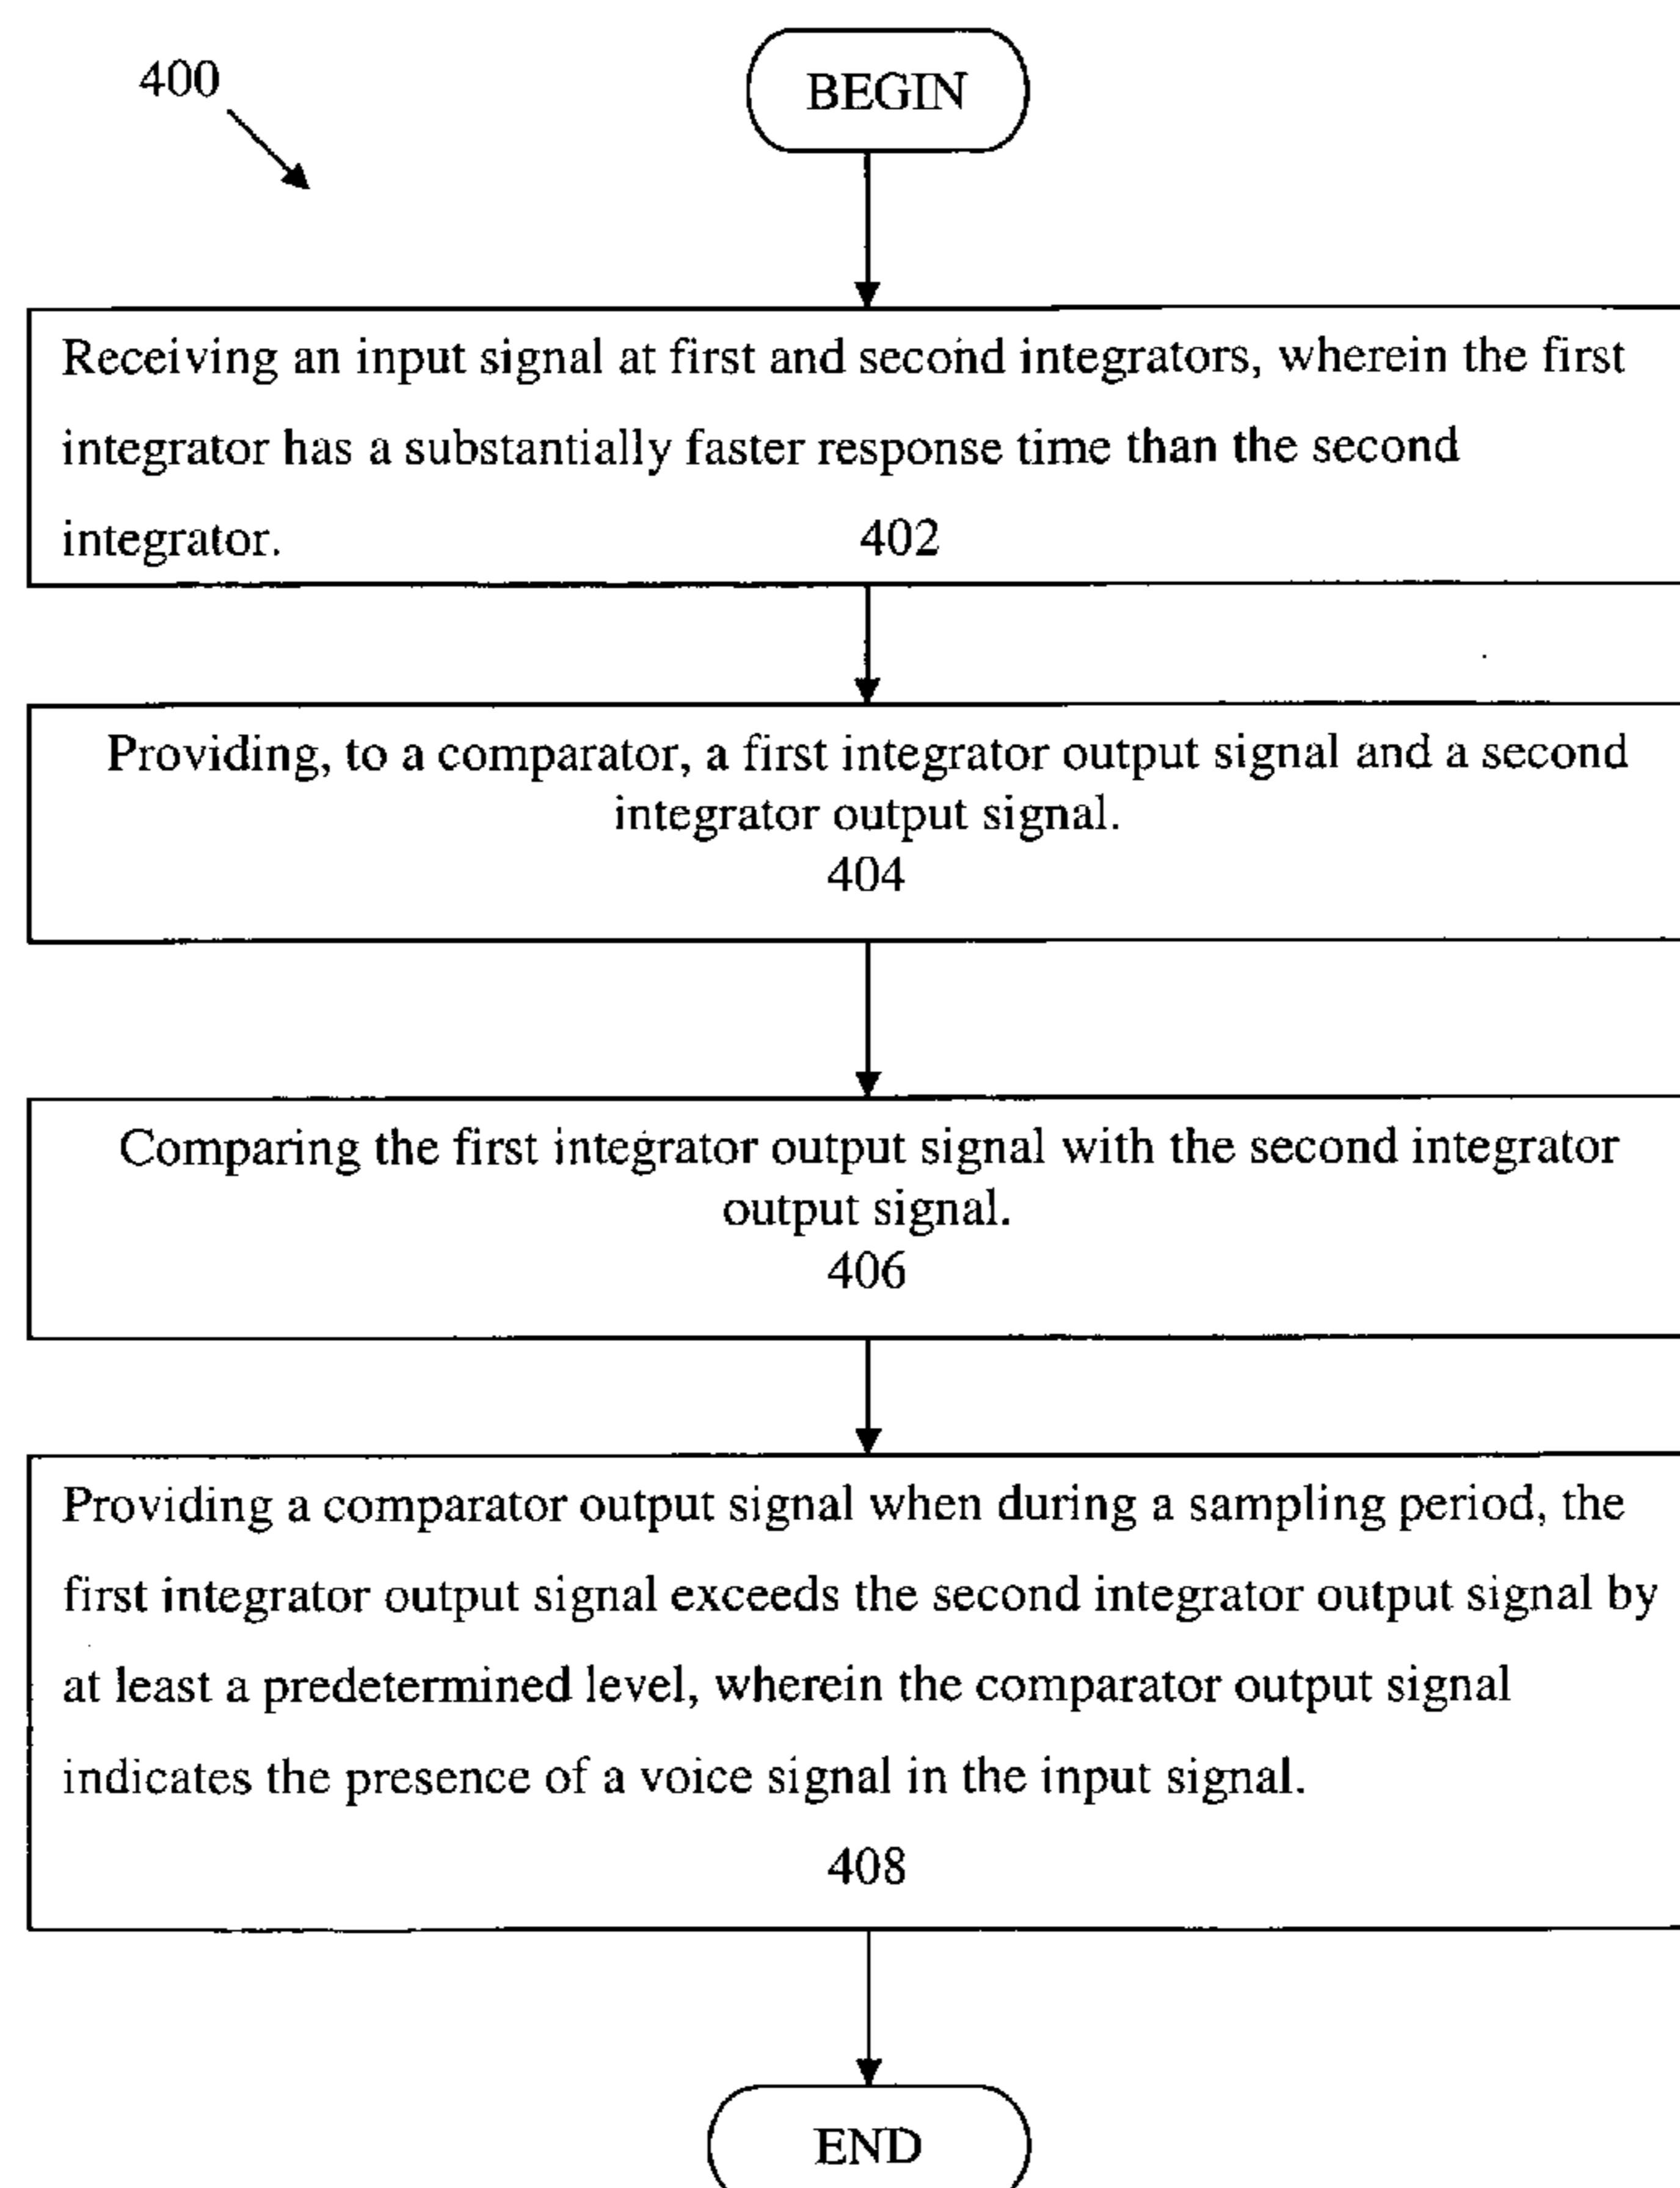 400
BEGIN
Receiving an input signal at first and second integrators, wherein the first
integrator has a substantially faster response time than the second
integrator. 402
Providing, to a comparator, a first integrator output signal and a second
integrator output signal.
404
Comparing the first integrator output signal with the second integrator
output signal.
406
Providing a comparator output signal when during a sampling period, the
first integrator output signal exceeds the second integrator output signal by
at least a predetermined level, wherein the comparator output signal
indicates the presence of a voice signal in the input signal.
408
END